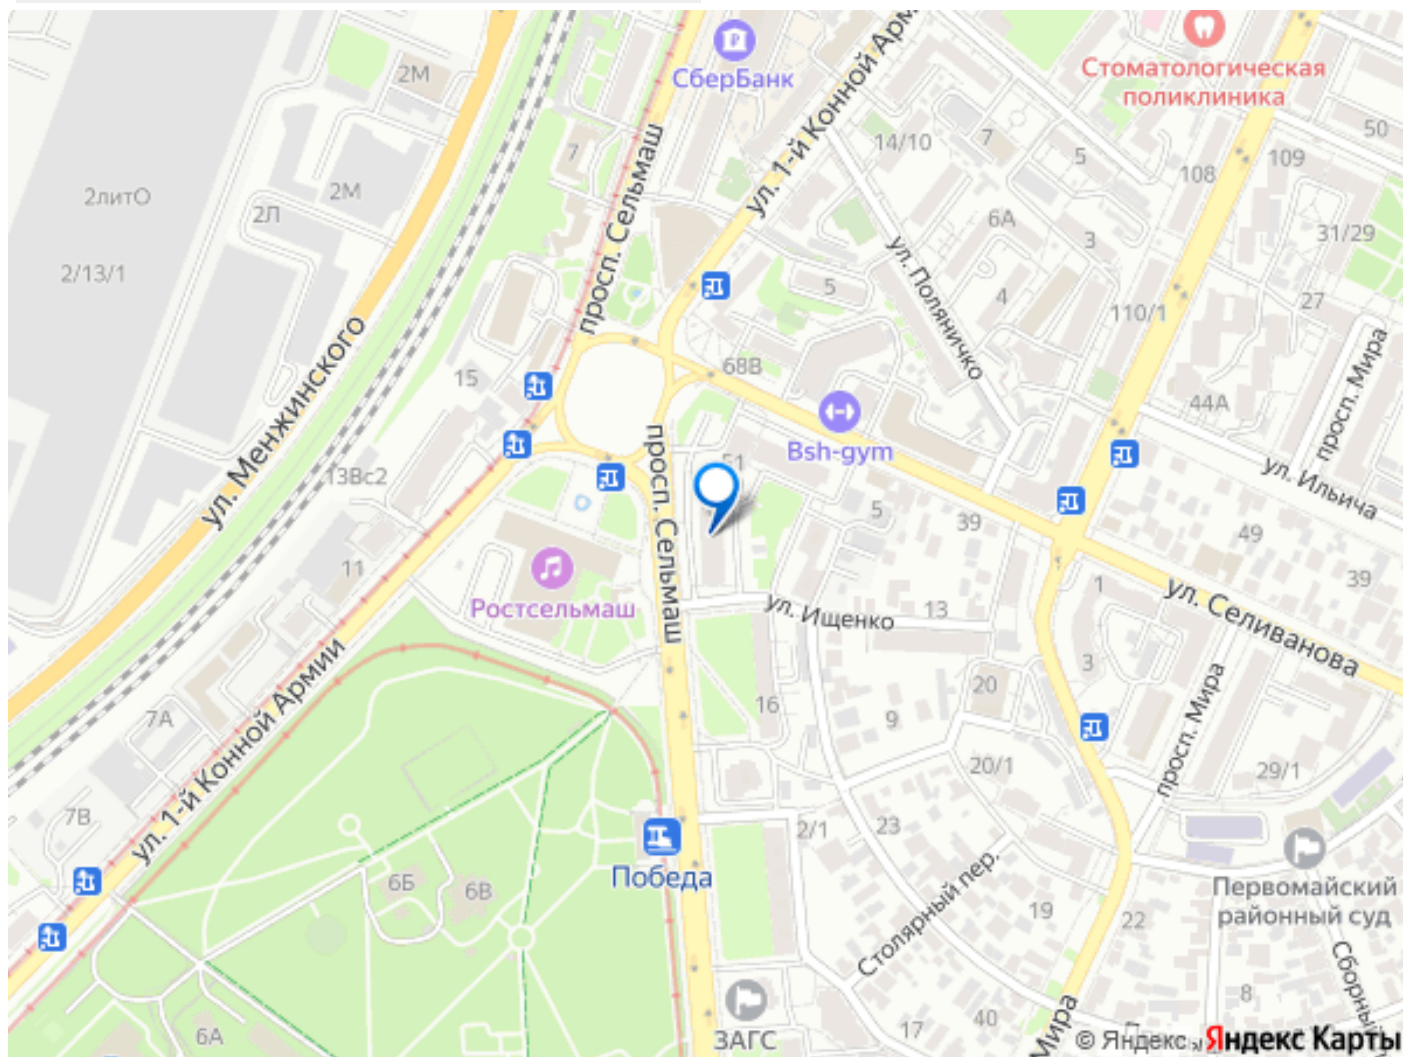 2М
СберБанк
ул. 1-й Конной Арм
Стоматологическая
поликлиника
50
7
14/10
7
5
109
108
2литО
2М
2Л
просп. Сельмаш
6А
3
31/29
2/13/1
ул. Поляничко
5
4
27
110/1
ул. Менжинского
68В
15
просп. Мира
44А
Bsh-gym
51
13Вс2
просп. Сельмаш
ул. Ильича
5
39
49
11
Ростсельмаш
ул. Ищенко
13
1
39
ул. Селиванова
3
ул. 1-й Конной Армии
7А
16
20
9
просп. Мира
20/1
29/1
7В
2/1
23
Победа
6Б
6В
Столярный пер.
19
22
Первомайский
районный суд
Сборный
8
6А
ЗАГС
17
40
Мира
© Яндекс Яндекс Карты